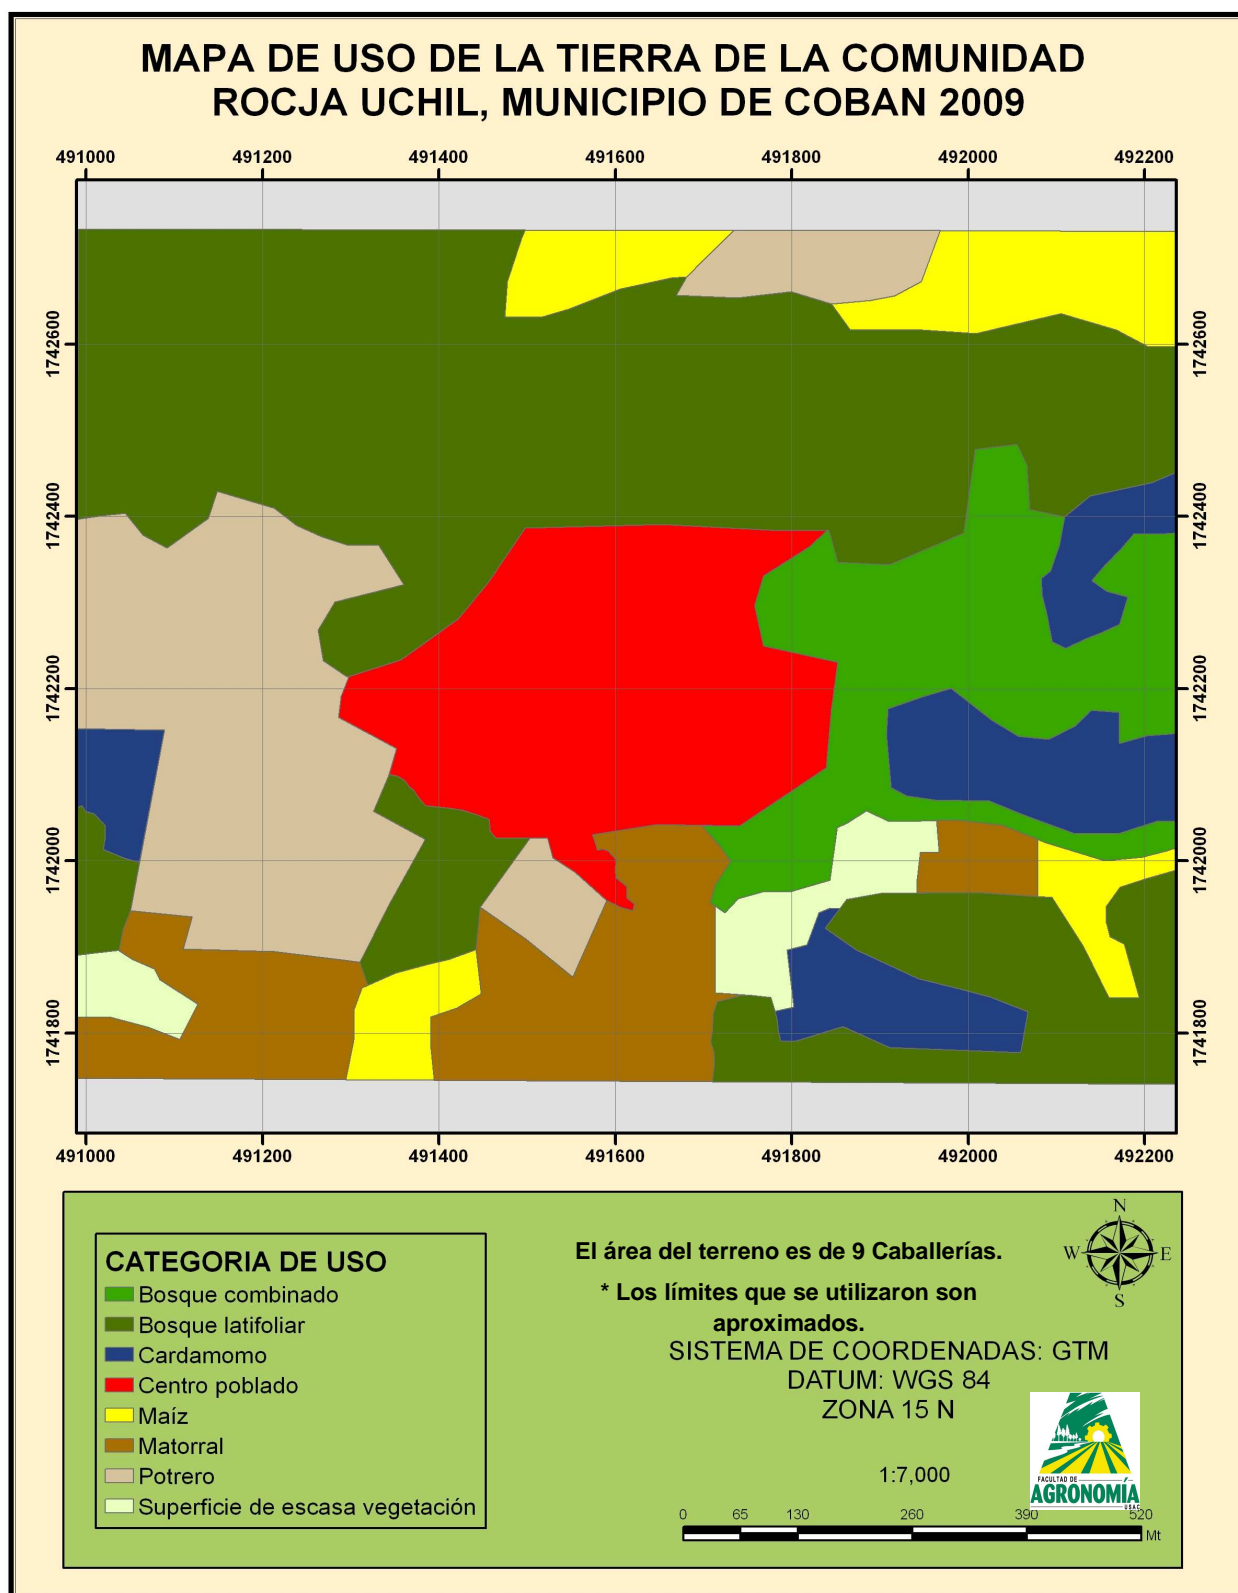 MAPA DE USO DE LA TIERRA DE LA COMUNIDAD
ROCJA UCHIL, MUNICIPIO DE COBAN 2009
491000 491200 491400 491600 491800 492000 492200
1742600 1742600
1742400 1742400
1742200 1742200
1742000 1742000
1741800 1741800
491000 491200 491400 491600 491800 492000 492200
CATEGORIA DE USO
Bosque combinado
Bosque latifoliar
Cardamomo
Centro poblado
Maíz
Matorral
Potrero
Superficie de escasa vegetación
El área del terreno es de 9 Caballerías.
* Los límites que se utilizaron son
aproximados.
SISTEMA DE COORDENADAS: GTM
DATUM: WGS 84
ZONA 15 N
1:7,000
0 65 130 260 390 520
Mt
N
W E
S
FACULTAD DE
AGRONOMÍA
USAC